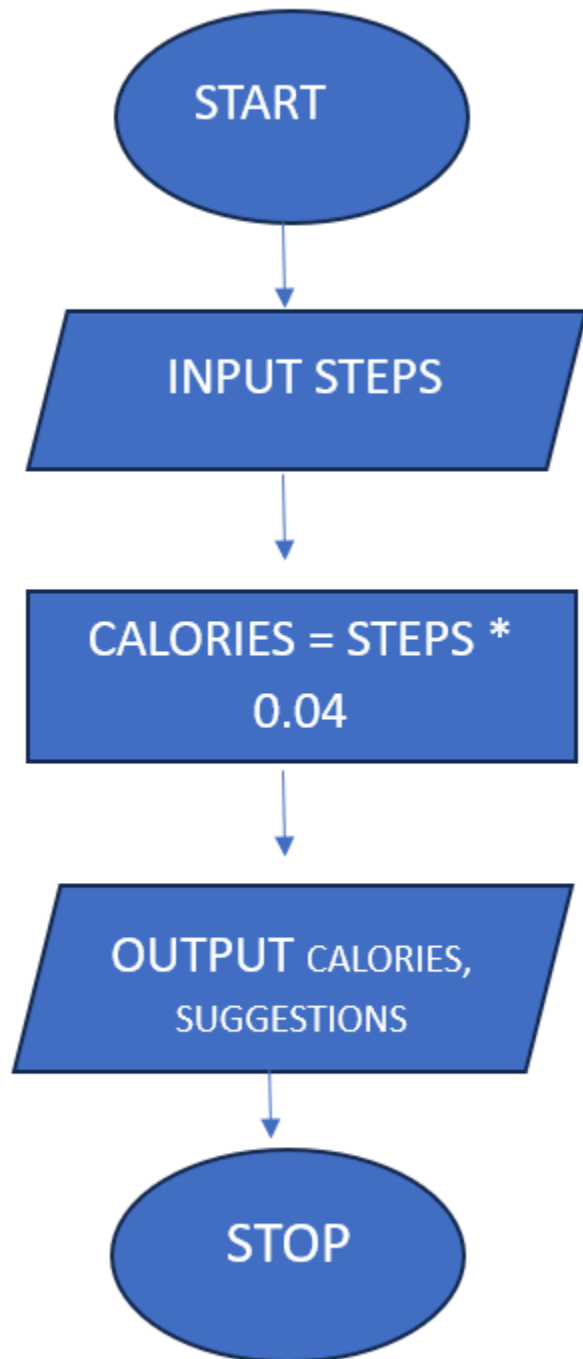 START
INPUT STEPS
CALORIES = STEPS *
0.04
OUTPUT CALORIES,
SUGGESTIONS
STOP